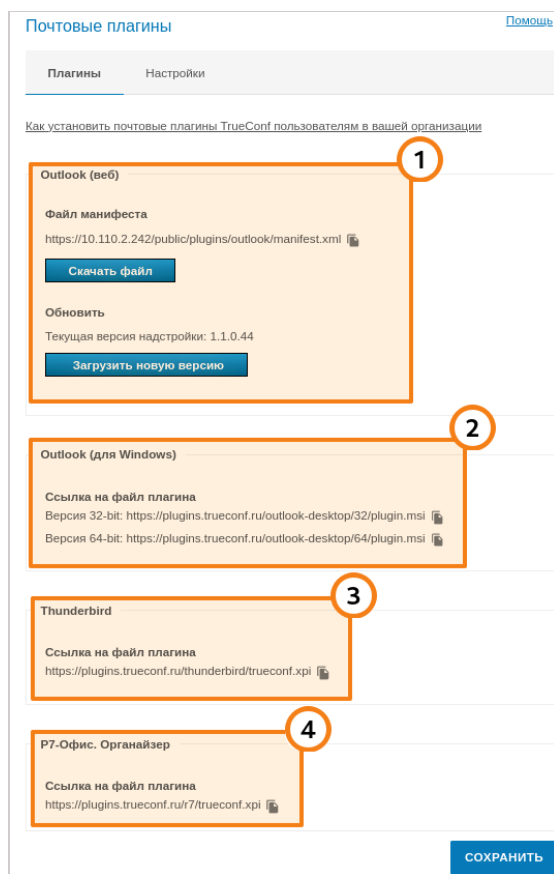 Почтовые плагины
Помощь
Плагины Настройки
Как установить почтовые плагины TrueConf пользователям в вашей организации
1
Outlook (веб)
Файл манифеста
https://10.110.2.242/public/plugins/outlook/manifest.xml
Скачать файл
Обновить
Текущая версия надстройки: 1.1.0.44
Загрузить новую версию
2
Outlook (для Windows)
Ссылка на файл плагина
Версия 32-bit: https://plugins.trueconf.ru/outlook-desktop/32/plugin.msi
Версия 64-bit: https://plugins.trueconf.ru/outlook-desktop/64/plugin.msi
3
Thunderbird
Ссылка на файл плагина
https://plugins.trueconf.ru/thunderbird/trueconf.xpi
4
Р7-Офис. Органайзер
Ссылка на файл плагина
https://plugins.trueconf.ru/r7/trueconf.xpi
СОХРАНИТЬ